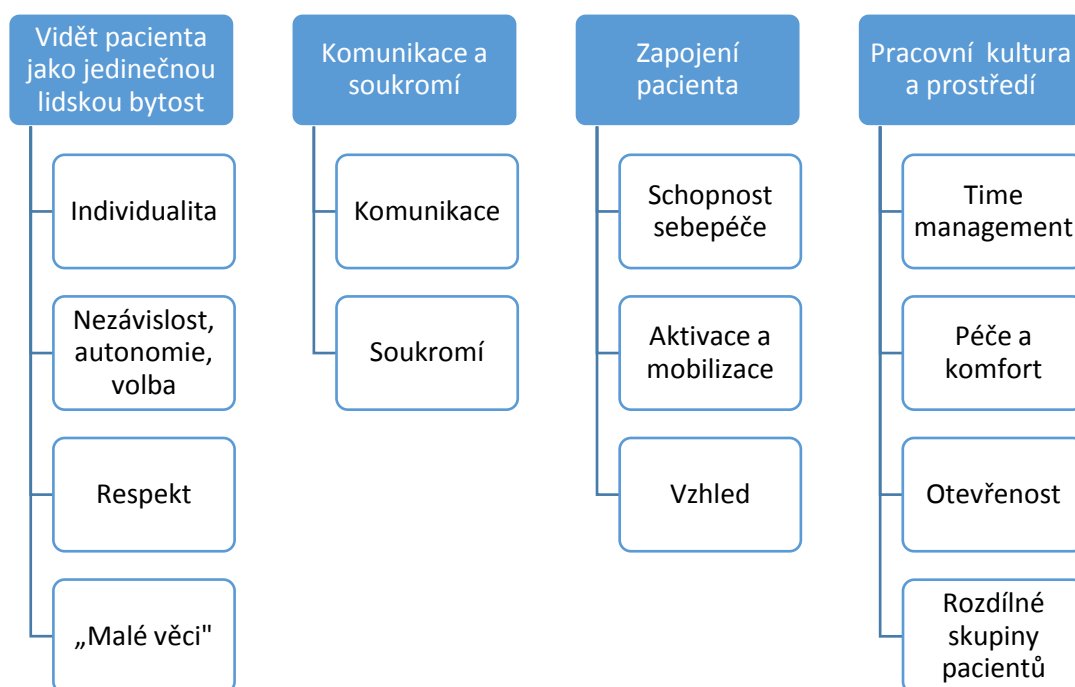 Vidět pacienta
jako jedinečnou
lidskou bytost
Individualita
Nezávislost,
autonomie,
volba
Respekt
„Malé věci"
Komunikace a
soukromí
Komunikace
Soukromí
Zapojení
pacienta
Schopnost
sebepéče
Aktivace a
mobilizace
Vzhled
Pracovní kultura
a prostředí
Time
management
Péče a
komfort
Otevřenost
Rozdílné
skupiny
pacientů